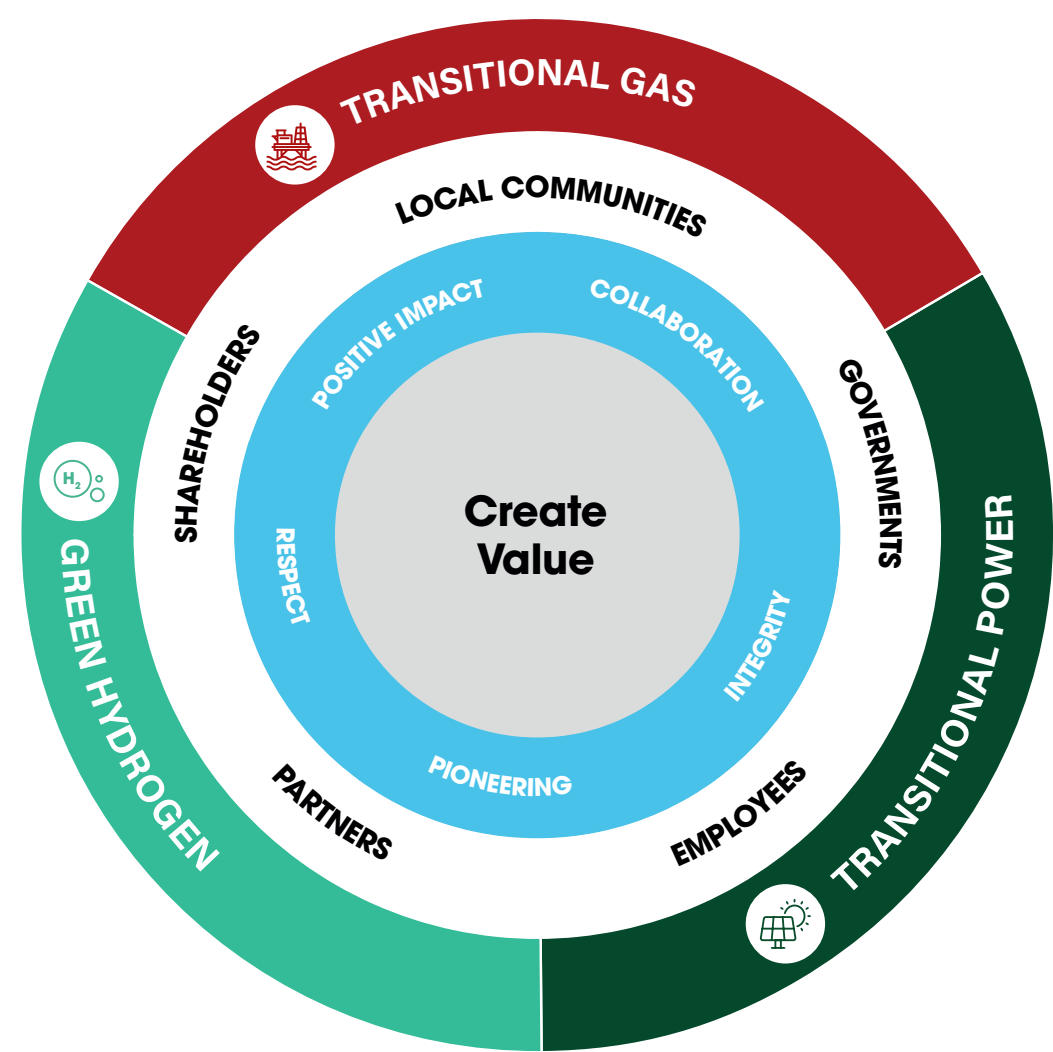 TRANSITIONAL GAS
LOCAL COMMUNITIES
POSITIVE IMPACT
COLLABORATION
SHAREHOLDERS
GOVERNMENTS
H2
Create
Value
RESPECT
GREEN HYDROGEN
TRANSITIONAL POWER
INTEGRITY
PIONEERING
PARTNERS
EMPLOYEES